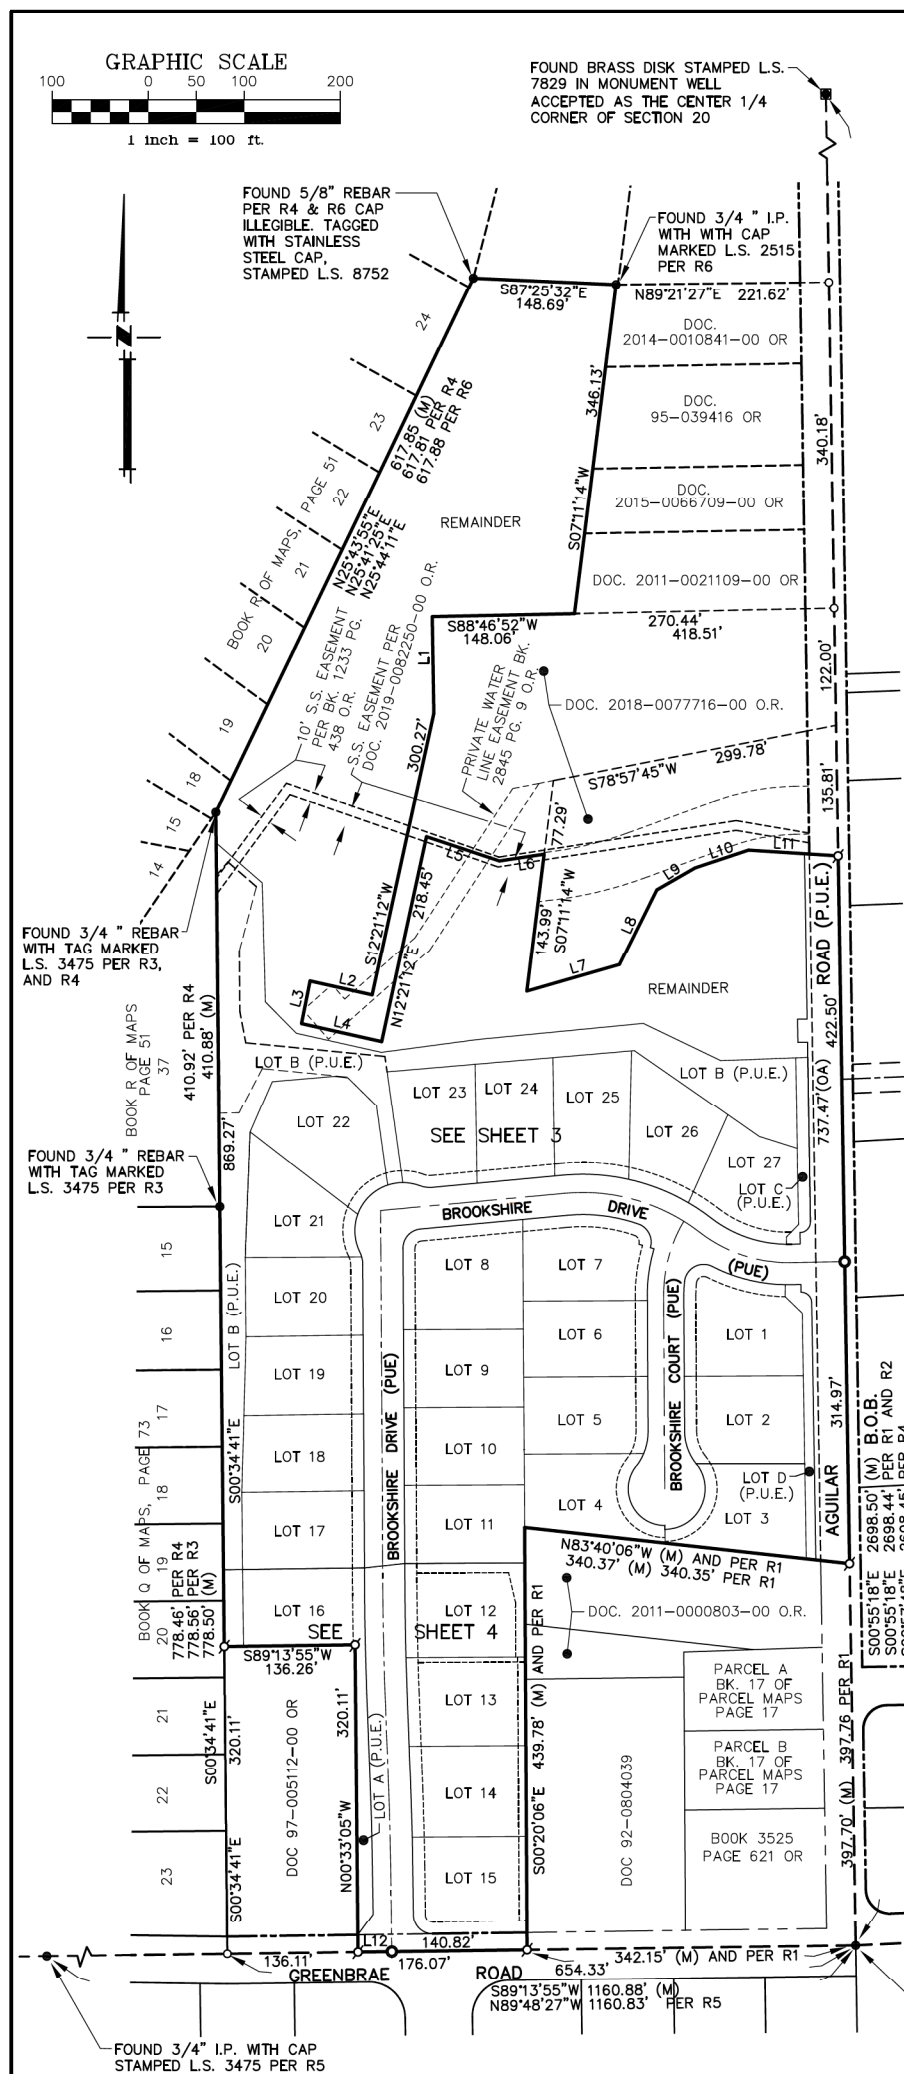 GRAPHIC SCALE
100 0 50 100 200
1 inch = 100 ft.
FOUND BRASS DISK STAMPED L.S.
7829 IN MONUMENT WELL
ACCEPTED AS THE CENTER 1/4
CORNER OF SECTION 20
FOUND 5/8" REBAR
PER R4 & R6 CAP
ILLEGIBLE. TAGGED
WITH STAINLESS
STEEL CAP,
STAMPED L.S. 8752
FOUND 3/4 " I.P.
WITH WITH CAP
MARKED L.S. 2515
PER R6
S87°25'32"E
148.69'
N89°21'27"E 221.62'
DOC.
2014-0010841-00 OR
DOC.
95-039416 OR
DOC.
2015-0066709-00 OR
DOC. 2011-0021109-00 OR
346.13'
S07°11'14"W
340.18'
24
23
22
21
20
19
18
15
14
BOOK R OF MAPS, PAGE 51
617.85 (M)
617.81 PER R4
617.88 PER R6
N25°43'55"E
N25°41'25"E
N25°44'11"E
REMAINDER
S88°46'52"W
148.06'
270.44'
418.51'
122.00'
135.81'
L1
10' S.S. EASEMENT
PER BK. 1233 PG.
438 O.R.
S.S. EASEMENT PER
DOC. 2019-0082250-00 O.R.
PRIVATE WATER
LINE EASEMENT BK.
2845 PG. 9 O.R.
DOC. 2018-0077716-00 O.R.
S78°57'45"W 299.78'
300.27'
S12°21'12"W
218.45'
N12°21'12"E
77.29'
43.99'
S07°11'14"W
L5
L6
L9
L10
L11
L8
L7
L2
L3
L4
REMAINDER
FOUND 3/4 " REBAR
WITH TAG MARKED
L.S. 3475 PER R3,
AND R4
BOOK R OF MAPS
PAGE 51
37
410.92' PER R4
410.88' (M)
FOUND 3/4 " REBAR
WITH TAG MARKED
L.S. 3475 PER R3
869.27'
LOT B (P.U.E.)
LOT B (P.U.E.)
LOT 22
LOT 23
LOT 24
LOT 25
LOT 26
LOT 27
SEE SHEET 3
LOT C
(P.U.E.)
422.50'
737.47'(OA)
AGUILAR ROAD (P.U.E.)
BROOKSHIRE DRIVE
(PUE)
LOT 21
LOT 20
LOT 19
LOT 18
LOT 17
LOT 16
LOT B (P.U.E.)
S00°34'41"E
BROOKSHIRE DRIVE (PUE)
LOT 8
LOT 9
LOT 10
LOT 11
LOT 12
LOT 13
LOT 14
LOT 15
LOT 7
LOT 6
LOT 5
LOT 4
BROOKSHIRE COURT (PUE)
LOT 1
LOT 2
LOT D
(P.U.E.)
LOT 3
314.97'
15
16
17
18
19
20
21
22
23
BOOK Q OF MAPS, PAGE 73
778.46' PER R4
778.56' PER R3
778.50' (M)
SEE SHEET 4
N83°40'06"W (M) AND PER R1
340.37' (M) 340.35' PER R1
DOC. 2011-0000803-00 O.R.
S00°55'18"E 2698.50' (M) B.O.B.
S00°55'18"E 2698.44' PER R1 AND R2
S89°13'55"W
136.26'
S00°34'41"E
320.11'
320.11'
N00°33'05"W
DOC 97-005112-00 OR
S00°34'41"E
LOT A (P.U.E.)
S00°20'06"E 439.78' (M) AND PER R1
DOC 92-0804039
PARCEL A
BK. 17 OF
PARCEL MAPS
PAGE 17
PARCEL B
BK. 17 OF
PARCEL MAPS
PAGE 17
BOOK 3525
PAGE 621 OR
397.70' (M) 397.76 PER R1
L12
140.82'
136.11'
176.07'
342.15' (M) AND PER R1
654.33'
GREENBRAE ROAD
S89°13'55"W 1160.88' (M)
N89°48'27"W 1160.83' PER R5
FOUND 3/4" I.P. WITH CAP
STAMPED L.S. 3475 PER R5